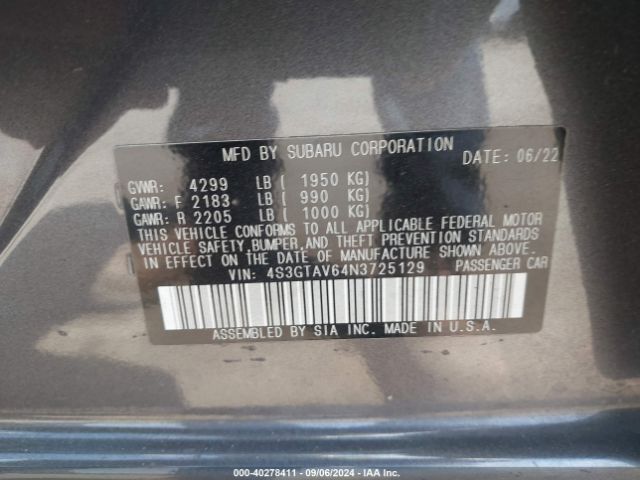 MFD BY SUBARU CORPORATION DATE: 06/22
GVWR: 4299 LB ( 1950 KG)
GAWR: F 2183 LB ( 990 KG)
GAWR: R 2205 LB ( 1000 KG)
THIS VEHICLE CONFORMS TO ALL APPLICABLE FEDERAL MOTOR
VEHICLE SAFETY, BUMPER, AND THEFT PREVENTION STANDARDS
IN EFFECT ON THE DATE OF MANUFACTURE SHOWN ABOVE.
VIN: 4S3GTAV64N3725129 PASSENGER CAR
ASSEMBLED BY SIA INC. MADE IN U.S.A.
000-40278411 - 09/06/2024 - IAAI.COM